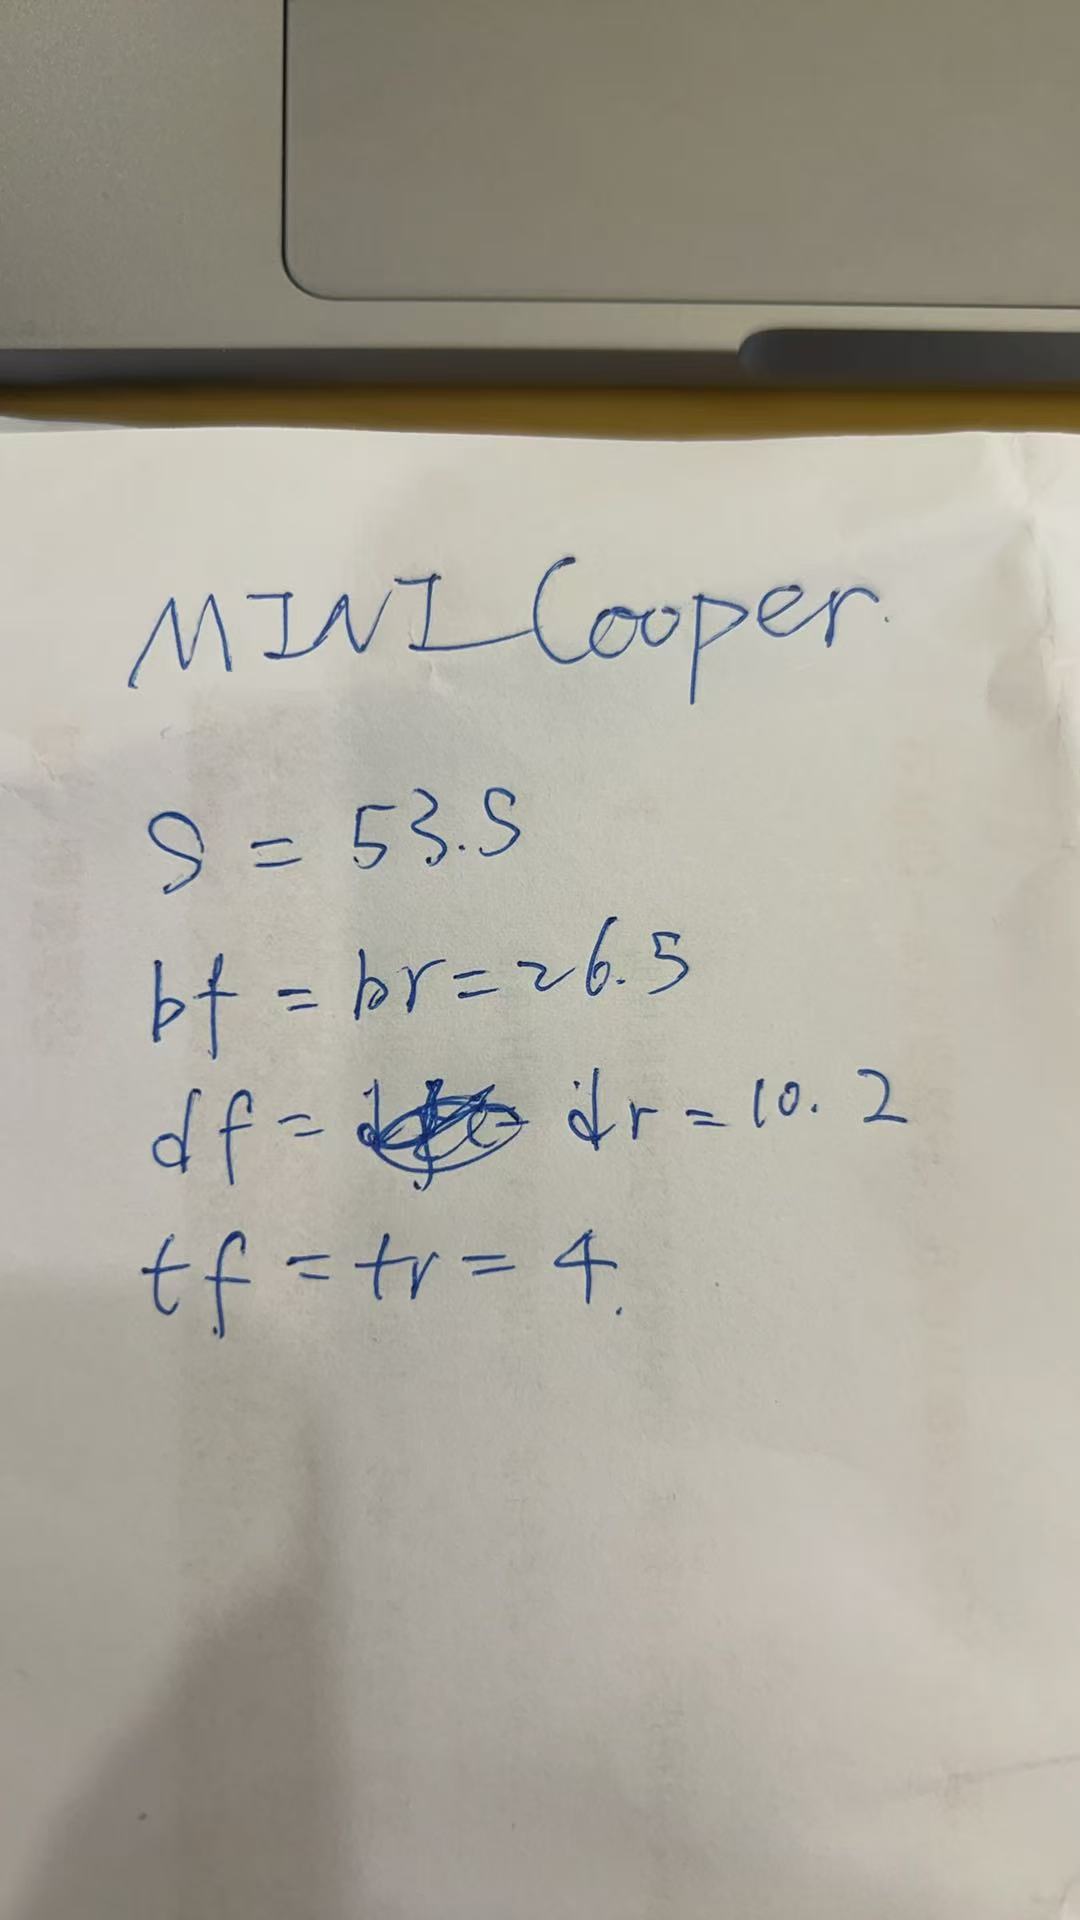 MINI Cooper.
S = 53.5
bf = br = 26.5
df = dr = 10.2
tf = tr = 4.